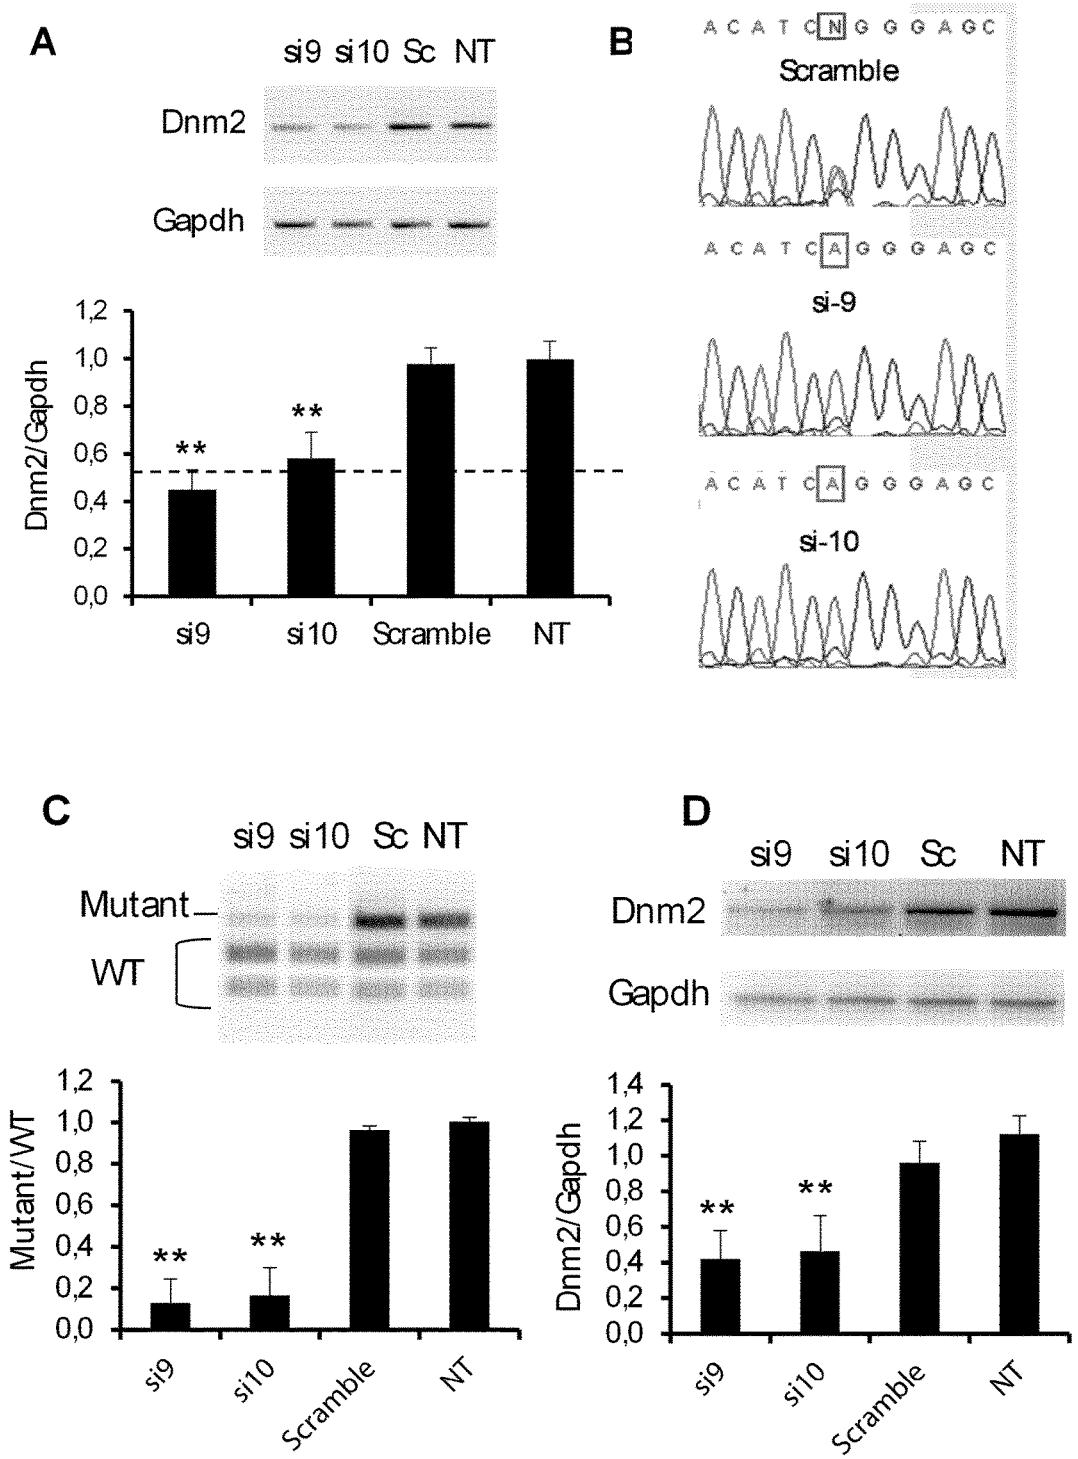 A
si9 si10 Sc NT
Dnm2
Gapdh
1,2
1,0
0,8
0,6
0,4
0,2
0,0
Dnm2/Gapdh
**
**
si9 si10 Scramble NT
B
A C A T C N G G G A G C
Scramble
A C A T C A G G G A G C
si-9
A C A T C A G G G A G C
si-10
C
si9 si10 Sc NT
Mutant
WT
1,2
1,0
0,8
0,6
0,4
0,2
0,0
Mutant/WT
**
**
si9 si10 Scramble NT
D
si9 si10 Sc NT
Dnm2
Gapdh
1,4
1,2
1,0
0,8
0,6
0,4
0,2
0,0
Dnm2/Gapdh
**
**
si9 si10 Scramble NT